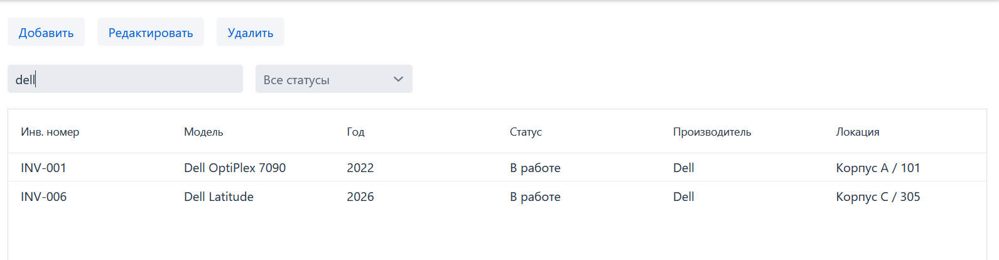 Добавить Редактировать Удалить
dell Все статусы
Инв. номер Модель Год Статус Производитель Локация
INV-001 Dell OptiPlex 7090 2022 В работе Dell Корпус А / 101
INV-006 Dell Latitude 2026 В работе Dell Корпус С / 305